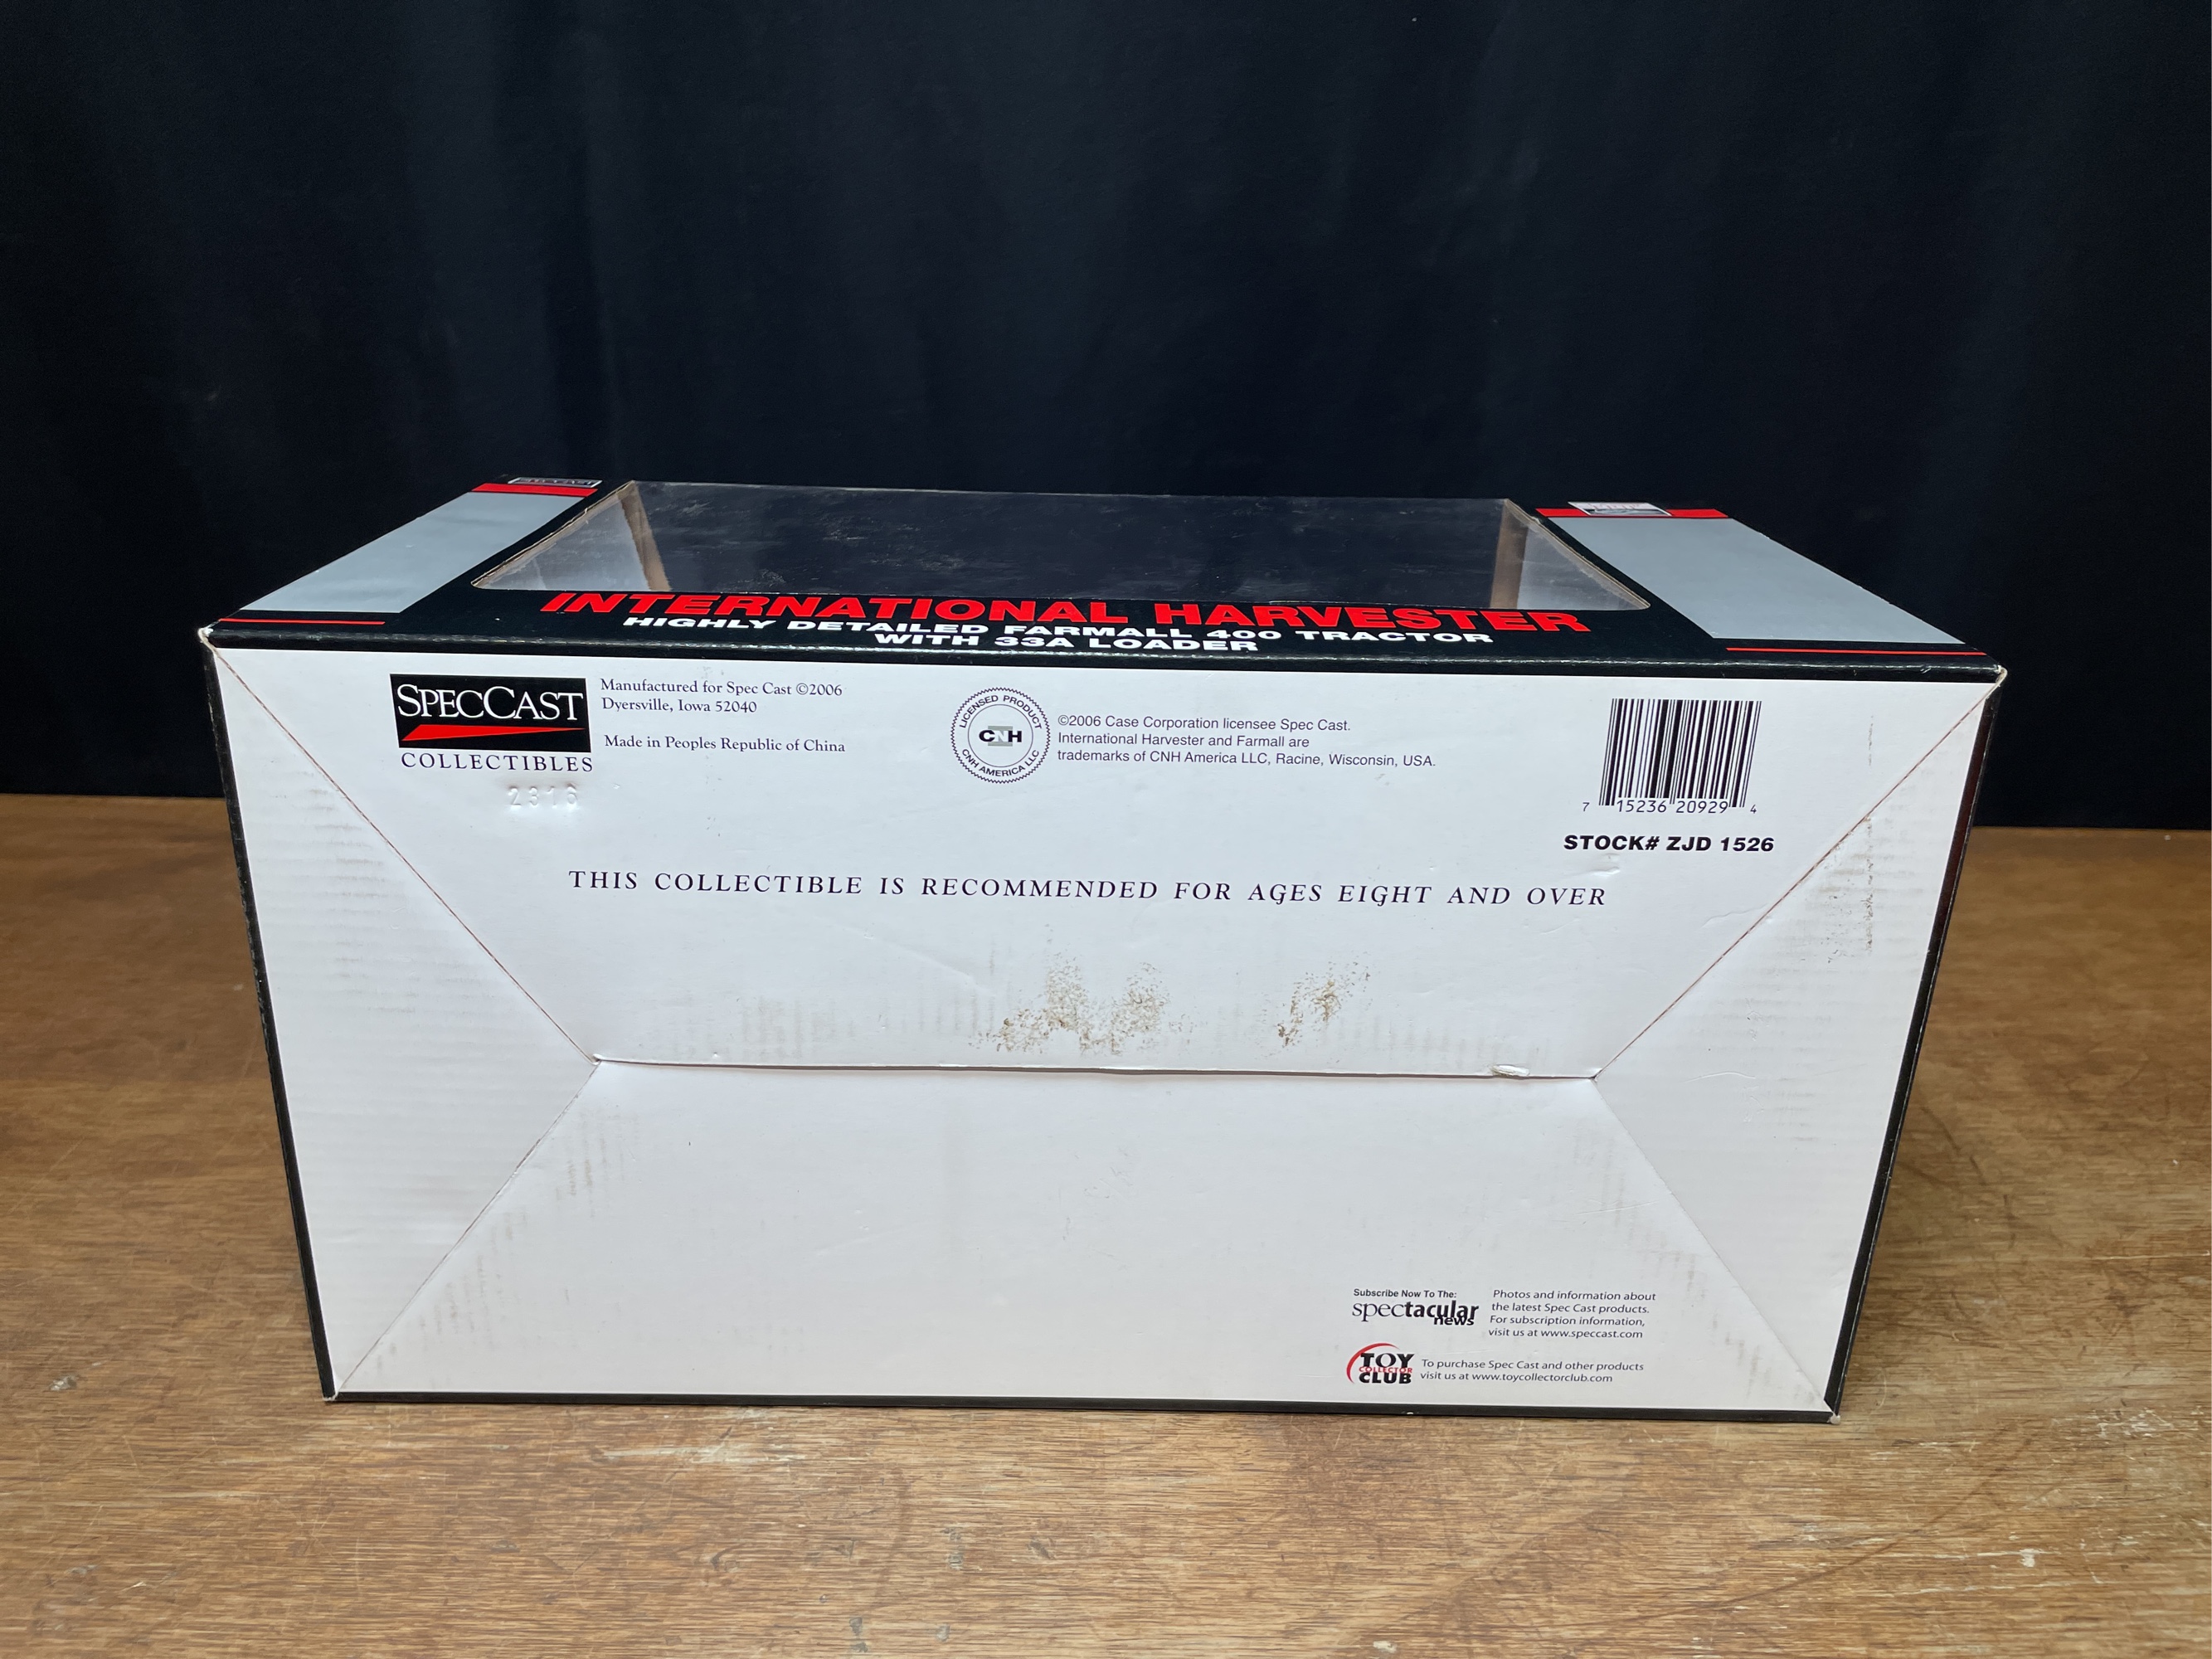 INTERNATIONAL HARVESTER
HIGHLY DETAILED FARMALL 400 TRACTOR
WITH 33A LOADER
SPECCAST
COLLECTIBLES
Manufactured for Spec Cast ©2006
Dyersville, Iowa 52040
Made in Peoples Republic of China
LICENSED PRODUCT
CNH
CNH AMERICA LLC
©2006 Case Corporation licensee Spec Cast.
International Harvester and Farmall are
trademarks of CNH America LLC, Racine, Wisconsin, USA.
7 15236 20929 4
STOCK# ZJD 1526
THIS COLLECTIBLE IS RECOMMENDED FOR AGES EIGHT AND OVER
Subscribe Now To The:
spectacular
news
Photos and information about
the latest Spec Cast products.
For subscription information,
visit us at www.speccast.com
TOY
COLLECTOR
CLUB
To purchase Spec Cast and other products
visit us at www.toycollectorclub.com